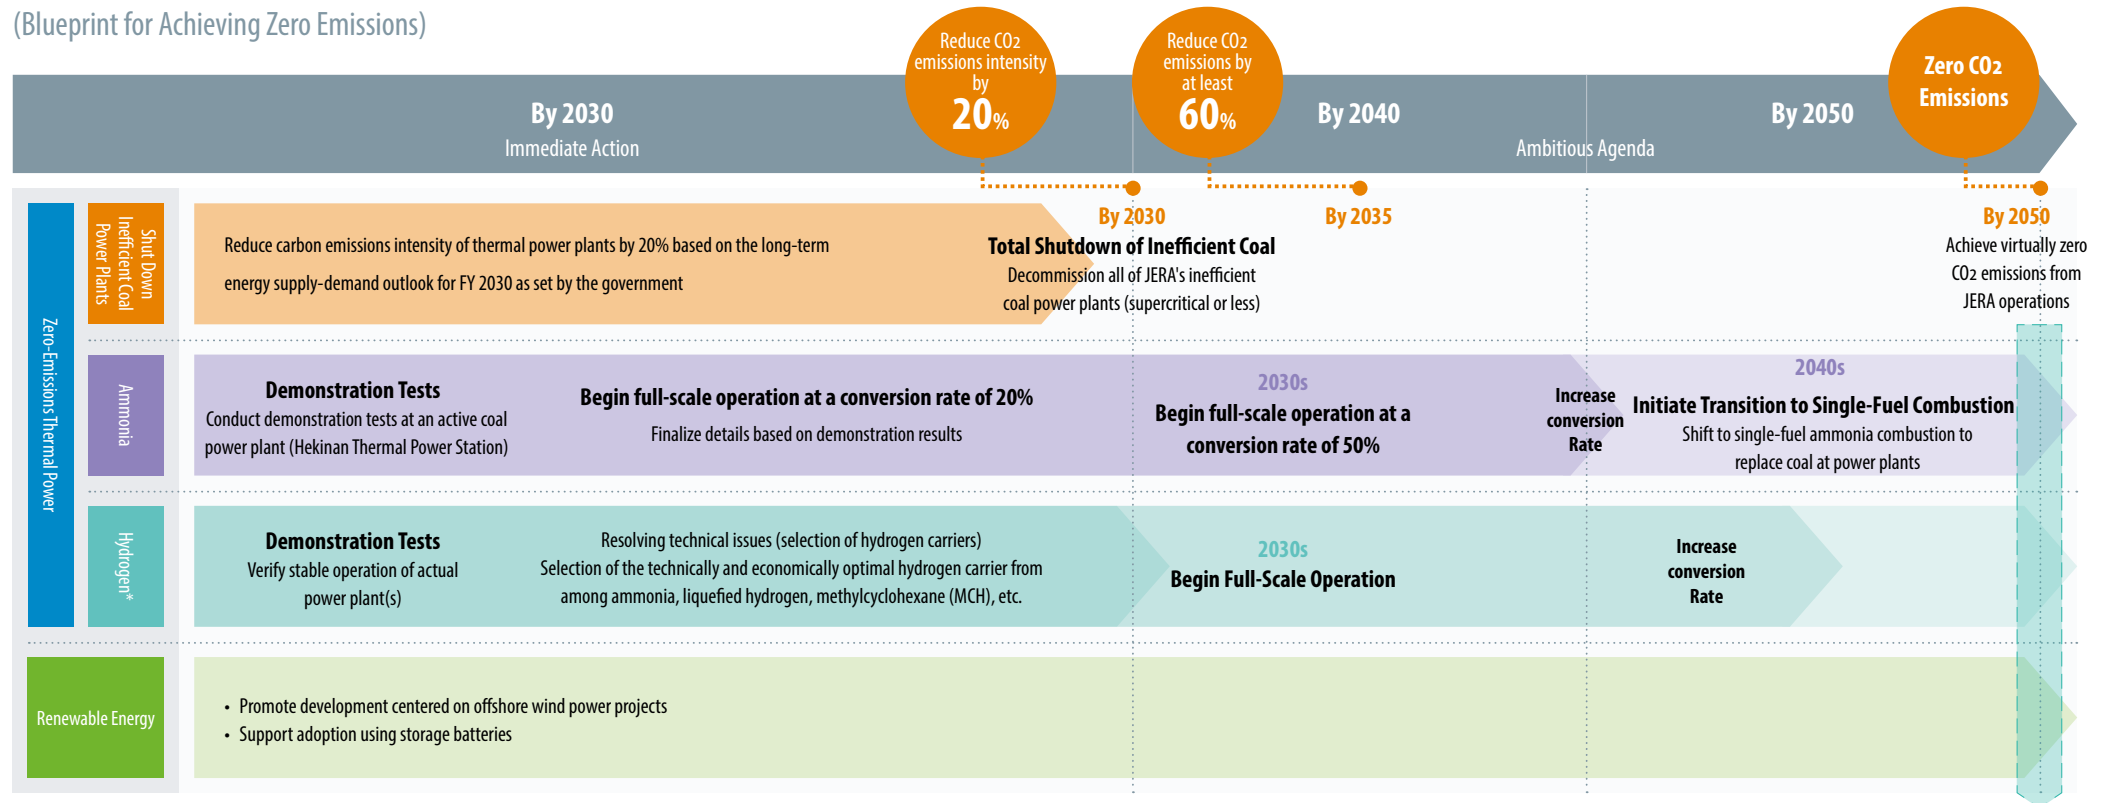 (Blueprint for Achieving Zero Emissions)
Reduce CO2
emissions intensity
by
20%
Reduce CO2
emissions by
at least
60%
Zero CO2
Emissions
By 2030
Immediate Action
By 2040
Ambitious Agenda
By 2050
By 2030
By 2035
By 2050
Zero-Emissions Thermal Power
Shut Down
Inefficient Coal
Power Plants
Reduce carbon emissions intensity of thermal power plants by 20% based on the long-term
energy supply-demand outlook for FY 2030 as set by the government
Total Shutdown of Inefficient Coal
Decommission all of JERA's inefficient
coal power plants (supercritical or less)
Achieve virtually zero
CO2 emissions from
JERA operations
Ammonia
Demonstration Tests
Conduct demonstration tests at an active coal
power plant (Hekinan Thermal Power Station)
Begin full-scale operation at a conversion rate of 20%
Finalize details based on demonstration results
2030s
Begin full-scale operation at a
conversion rate of 50%
Increase
conversion
Rate
2040s
Initiate Transition to Single-Fuel Combustion
Shift to single-fuel ammonia combustion to
replace coal at power plants
Hydrogen*
Demonstration Tests
Verify stable operation of actual
power plant(s)
Resolving technical issues (selection of hydrogen carriers)
Selection of the technically and economically optimal hydrogen carrier from
among ammonia, liquefied hydrogen, methylcyclohexane (MCH), etc.
2030s
Begin Full-Scale Operation
Increase
conversion
Rate
Renewable Energy
• Promote development centered on offshore wind power projects
• Support adoption using storage batteries